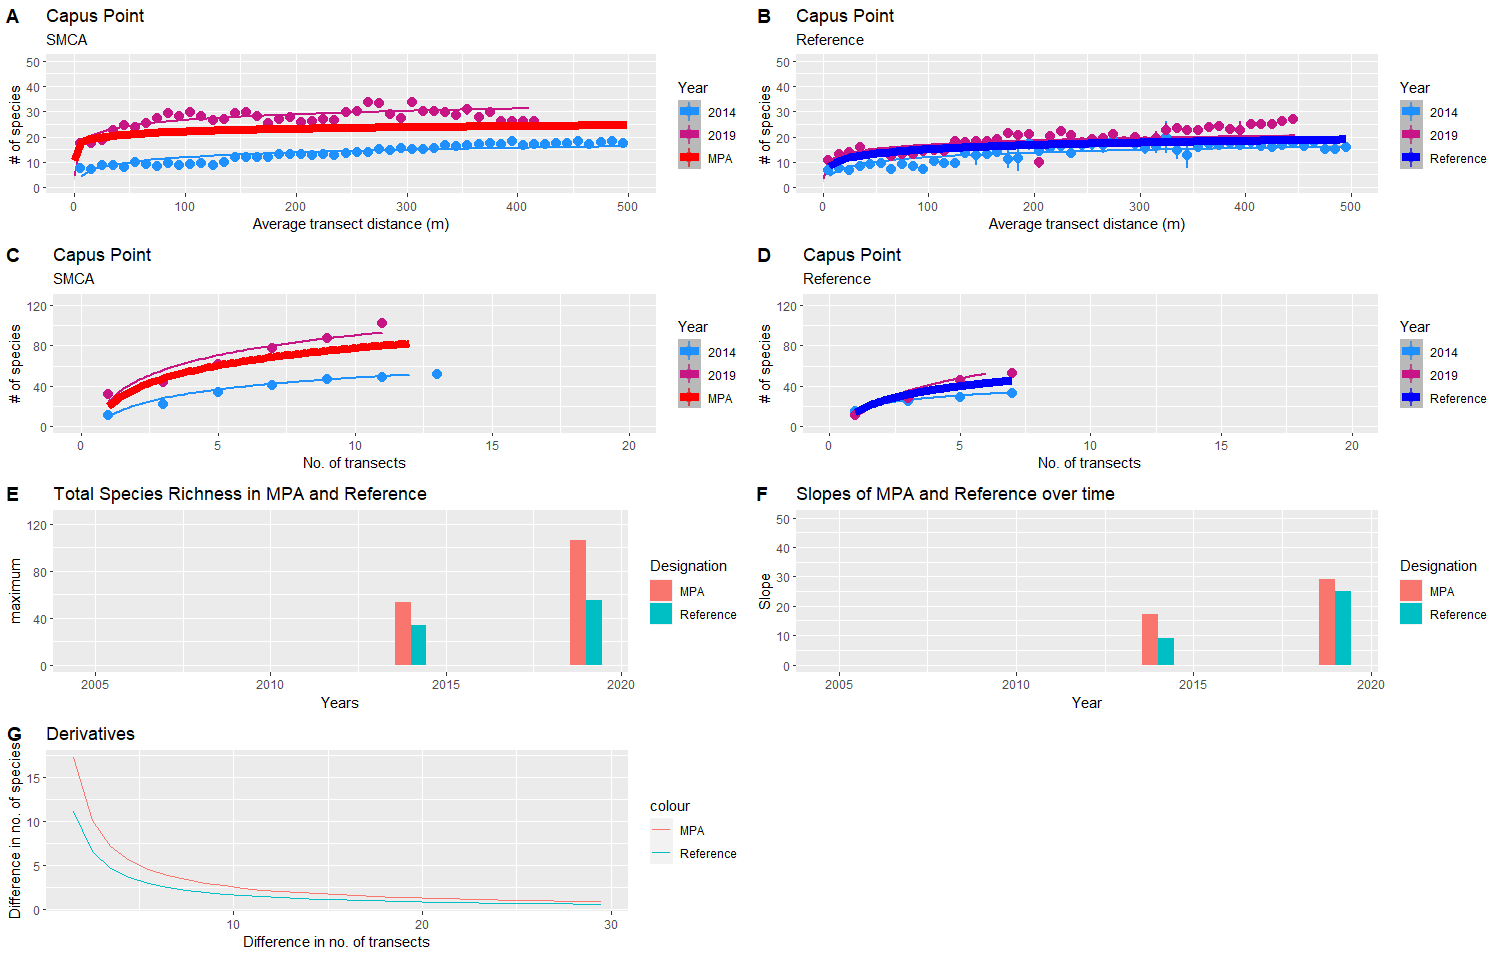 A
Capus Point
SMCA
# of species
50
40
30
20
10
0
0 100 200 300 400 500
Average transect distance (m)
Year
2014
2019
MPA
B
Capus Point
Reference
# of species
50
40
30
20
10
0
0 100 200 300 400 500
Average transect distance (m)
Year
2014
2019
Reference
C
Capus Point
SMCA
# of species
120
80
40
0
0 5 10 15 20
No. of transects
Year
2014
2019
MPA
D
Capus Point
Reference
# of species
120
80
40
0
0 5 10 15 20
No. of transects
Year
2014
2019
Reference
E
Total Species Richness in MPA and Reference
maximum
120
80
40
0
2005 2010 2015 2020
Years
Designation
MPA
Reference
F
Slopes of MPA and Reference over time
Slope
50
40
30
20
10
0
2005 2010 2015 2020
Year
Designation
MPA
Reference
G
Derivatives
Difference in no. of species
15
10
5
0
10 20 30
Difference in no. of transects
colour
MPA
Reference